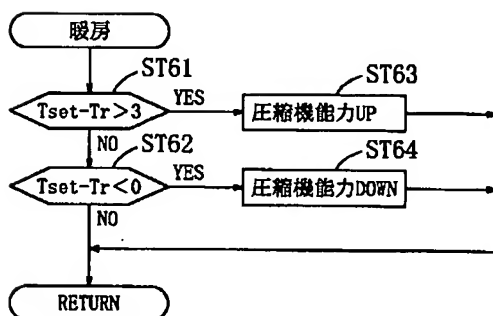 暖房
ST61
Tset-Tr>3
YES
ST63
圧縮機能力UP
NO
ST62
Tset-Tr<0
YES
ST64
圧縮機能力DOWN
NO
RETURN